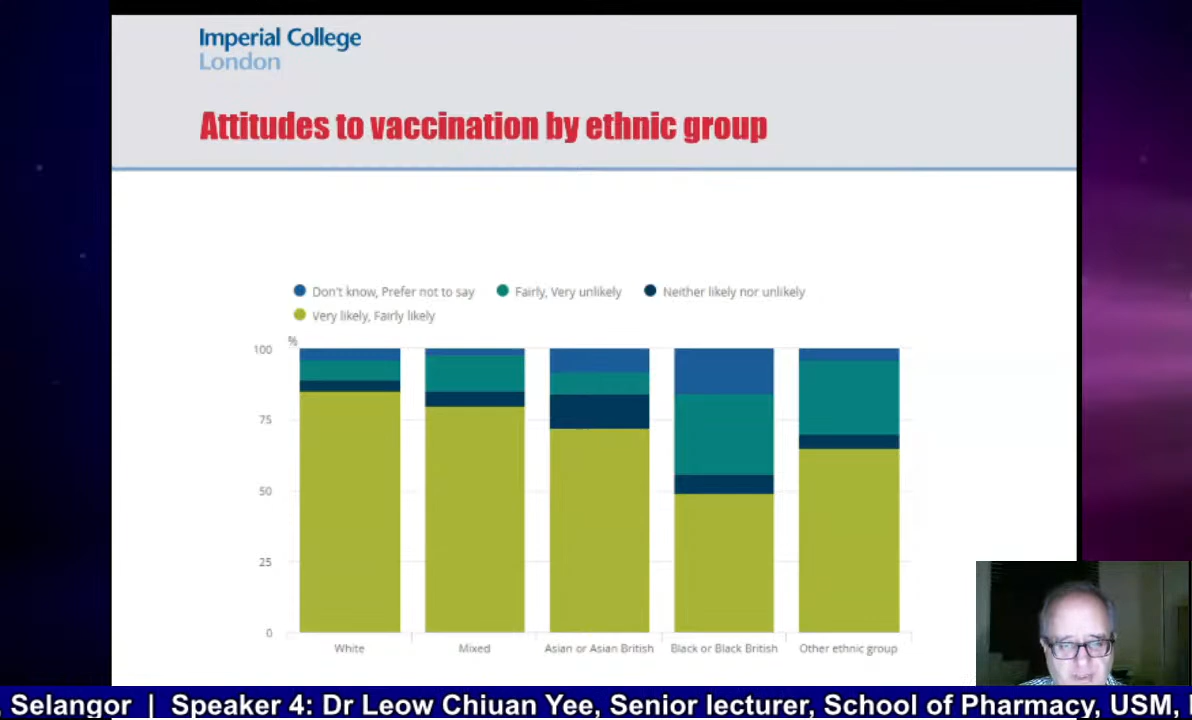 Imperial College
London
Attitudes to vaccination by ethnic group
Don't know, Prefer not to say Fairly, Very unlikely Neither likely nor unlikely
Very likely, Fairly likely
%
100
75
50
25
0
White Mixed Asian or Asian British Black or Black British Other ethnic group
, Selangor | Speaker 4: Dr Leow Chiuan Yee, Senior lecturer, School of Pharmacy, USM,